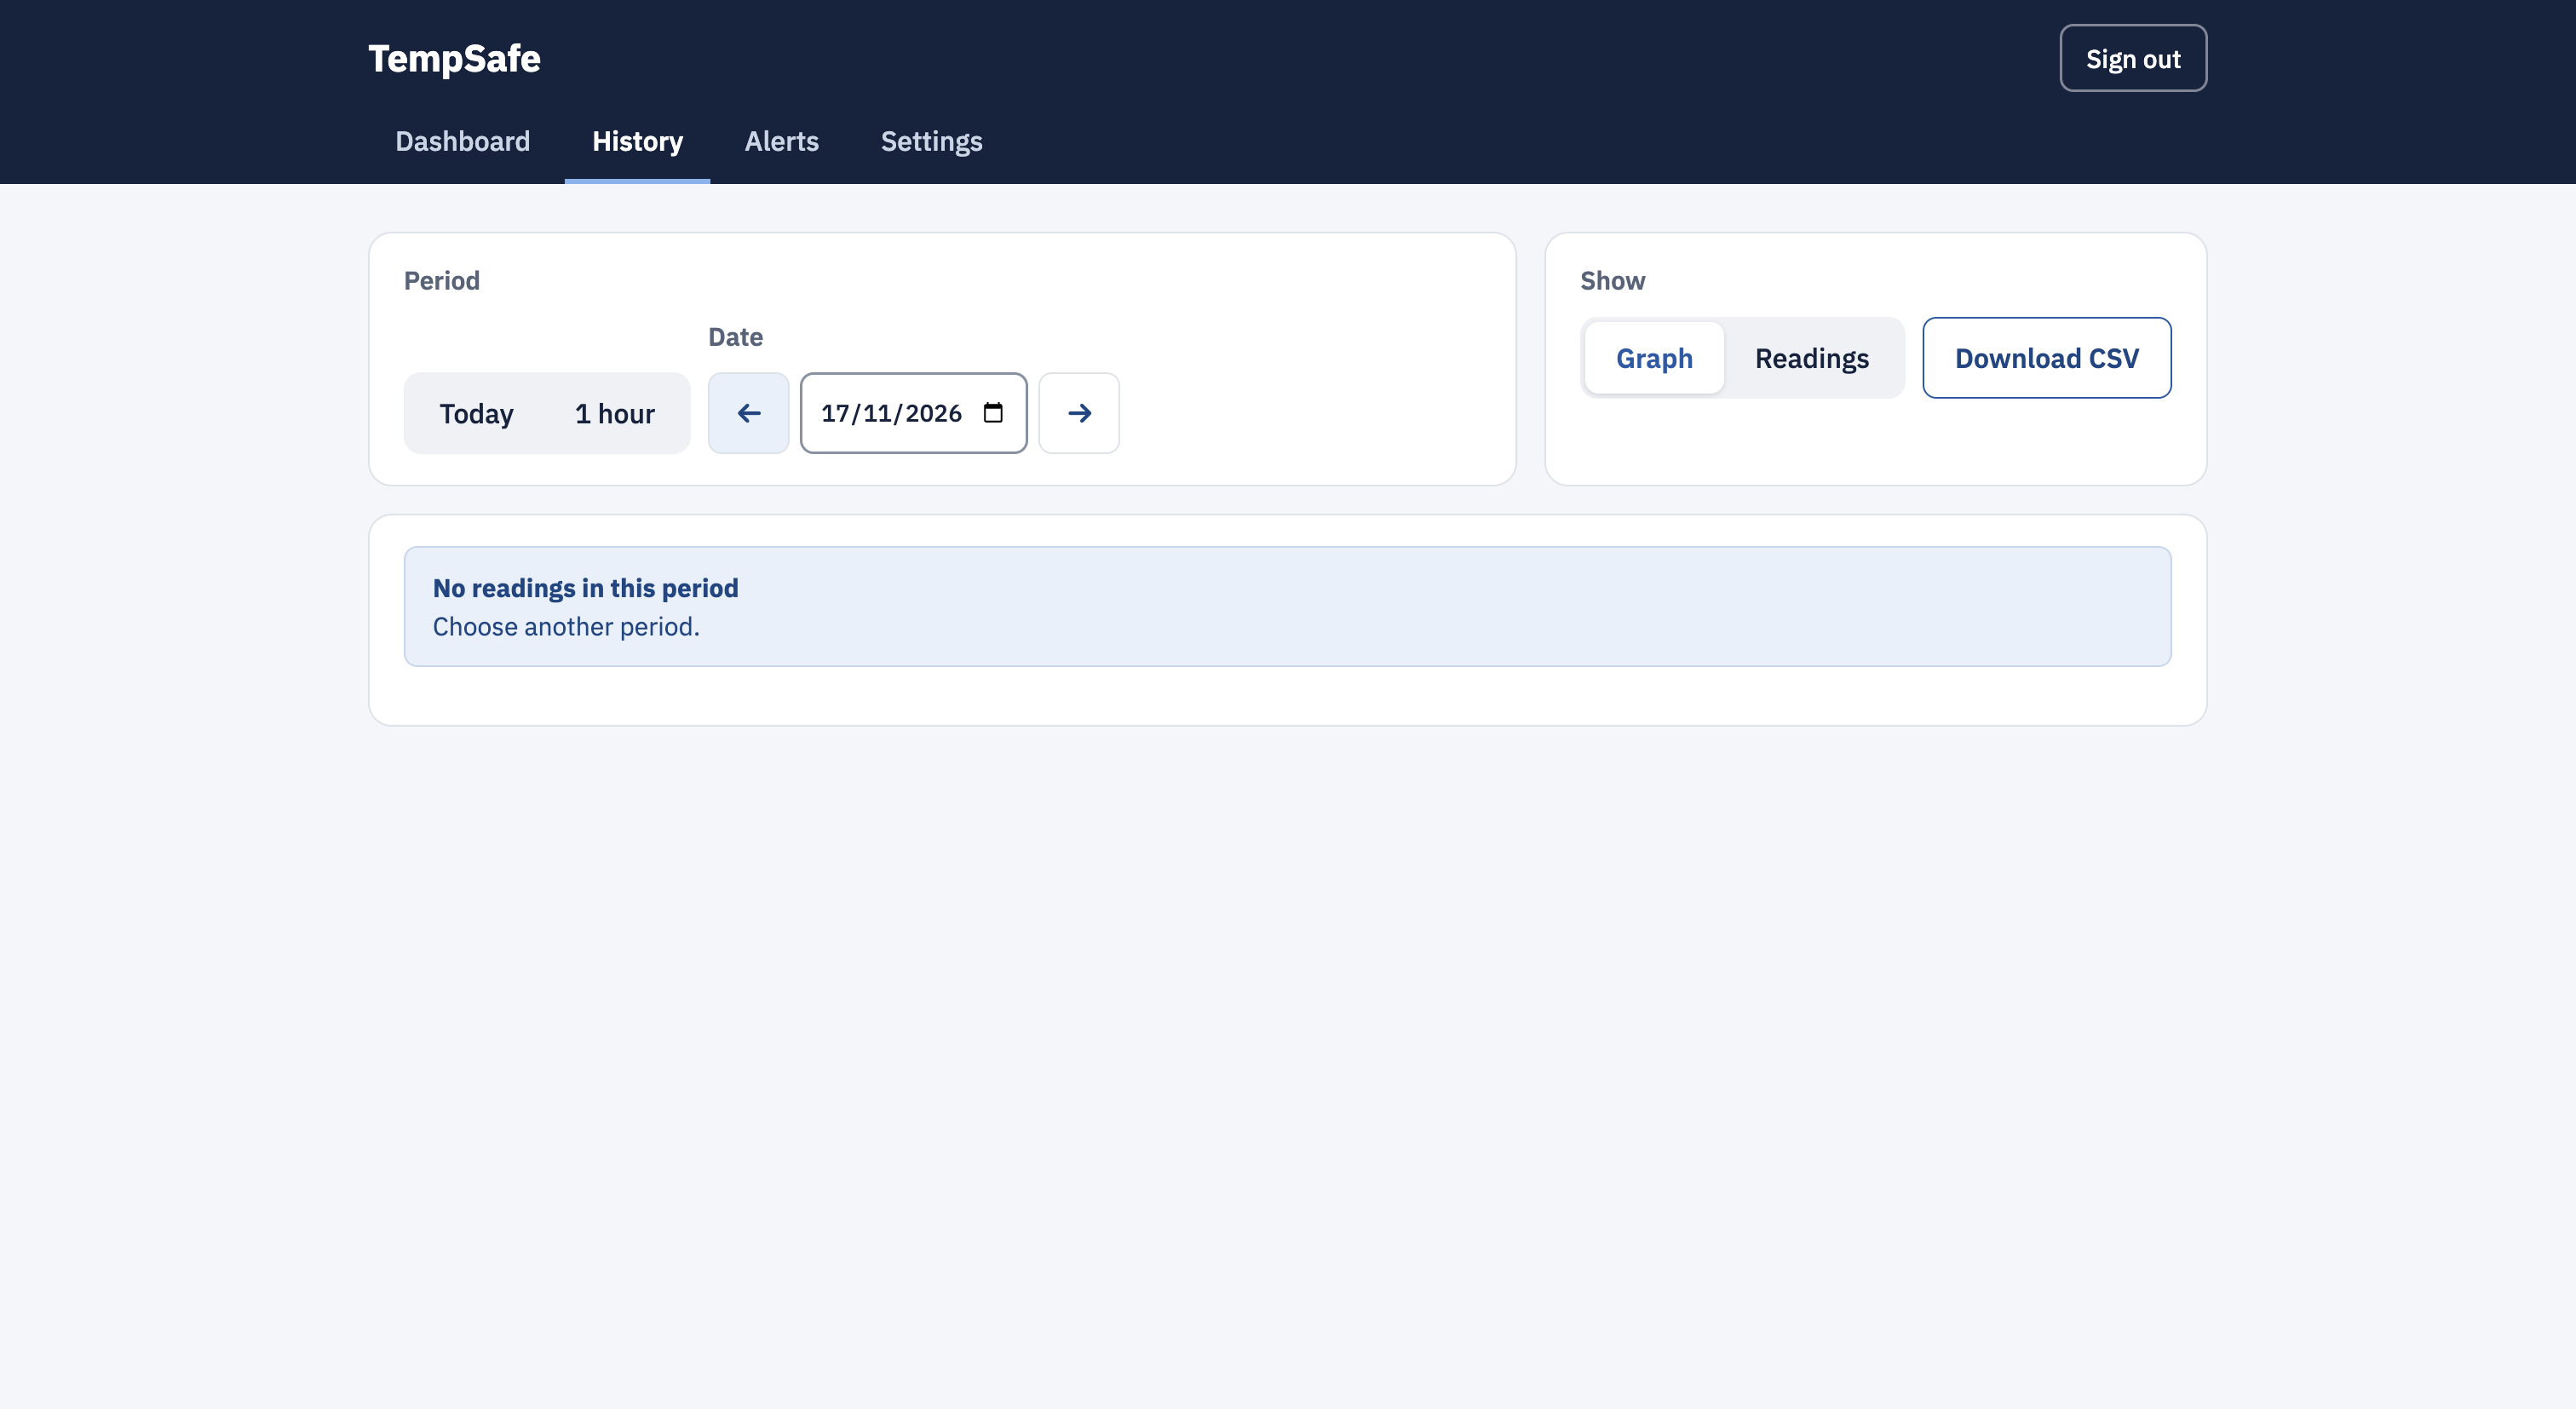 TempSafe
Sign out
Dashboard History Alerts Settings
Period
Date
Today 1 hour 17/11/2026
Show
Graph Readings Download CSV
No readings in this period
Choose another period.